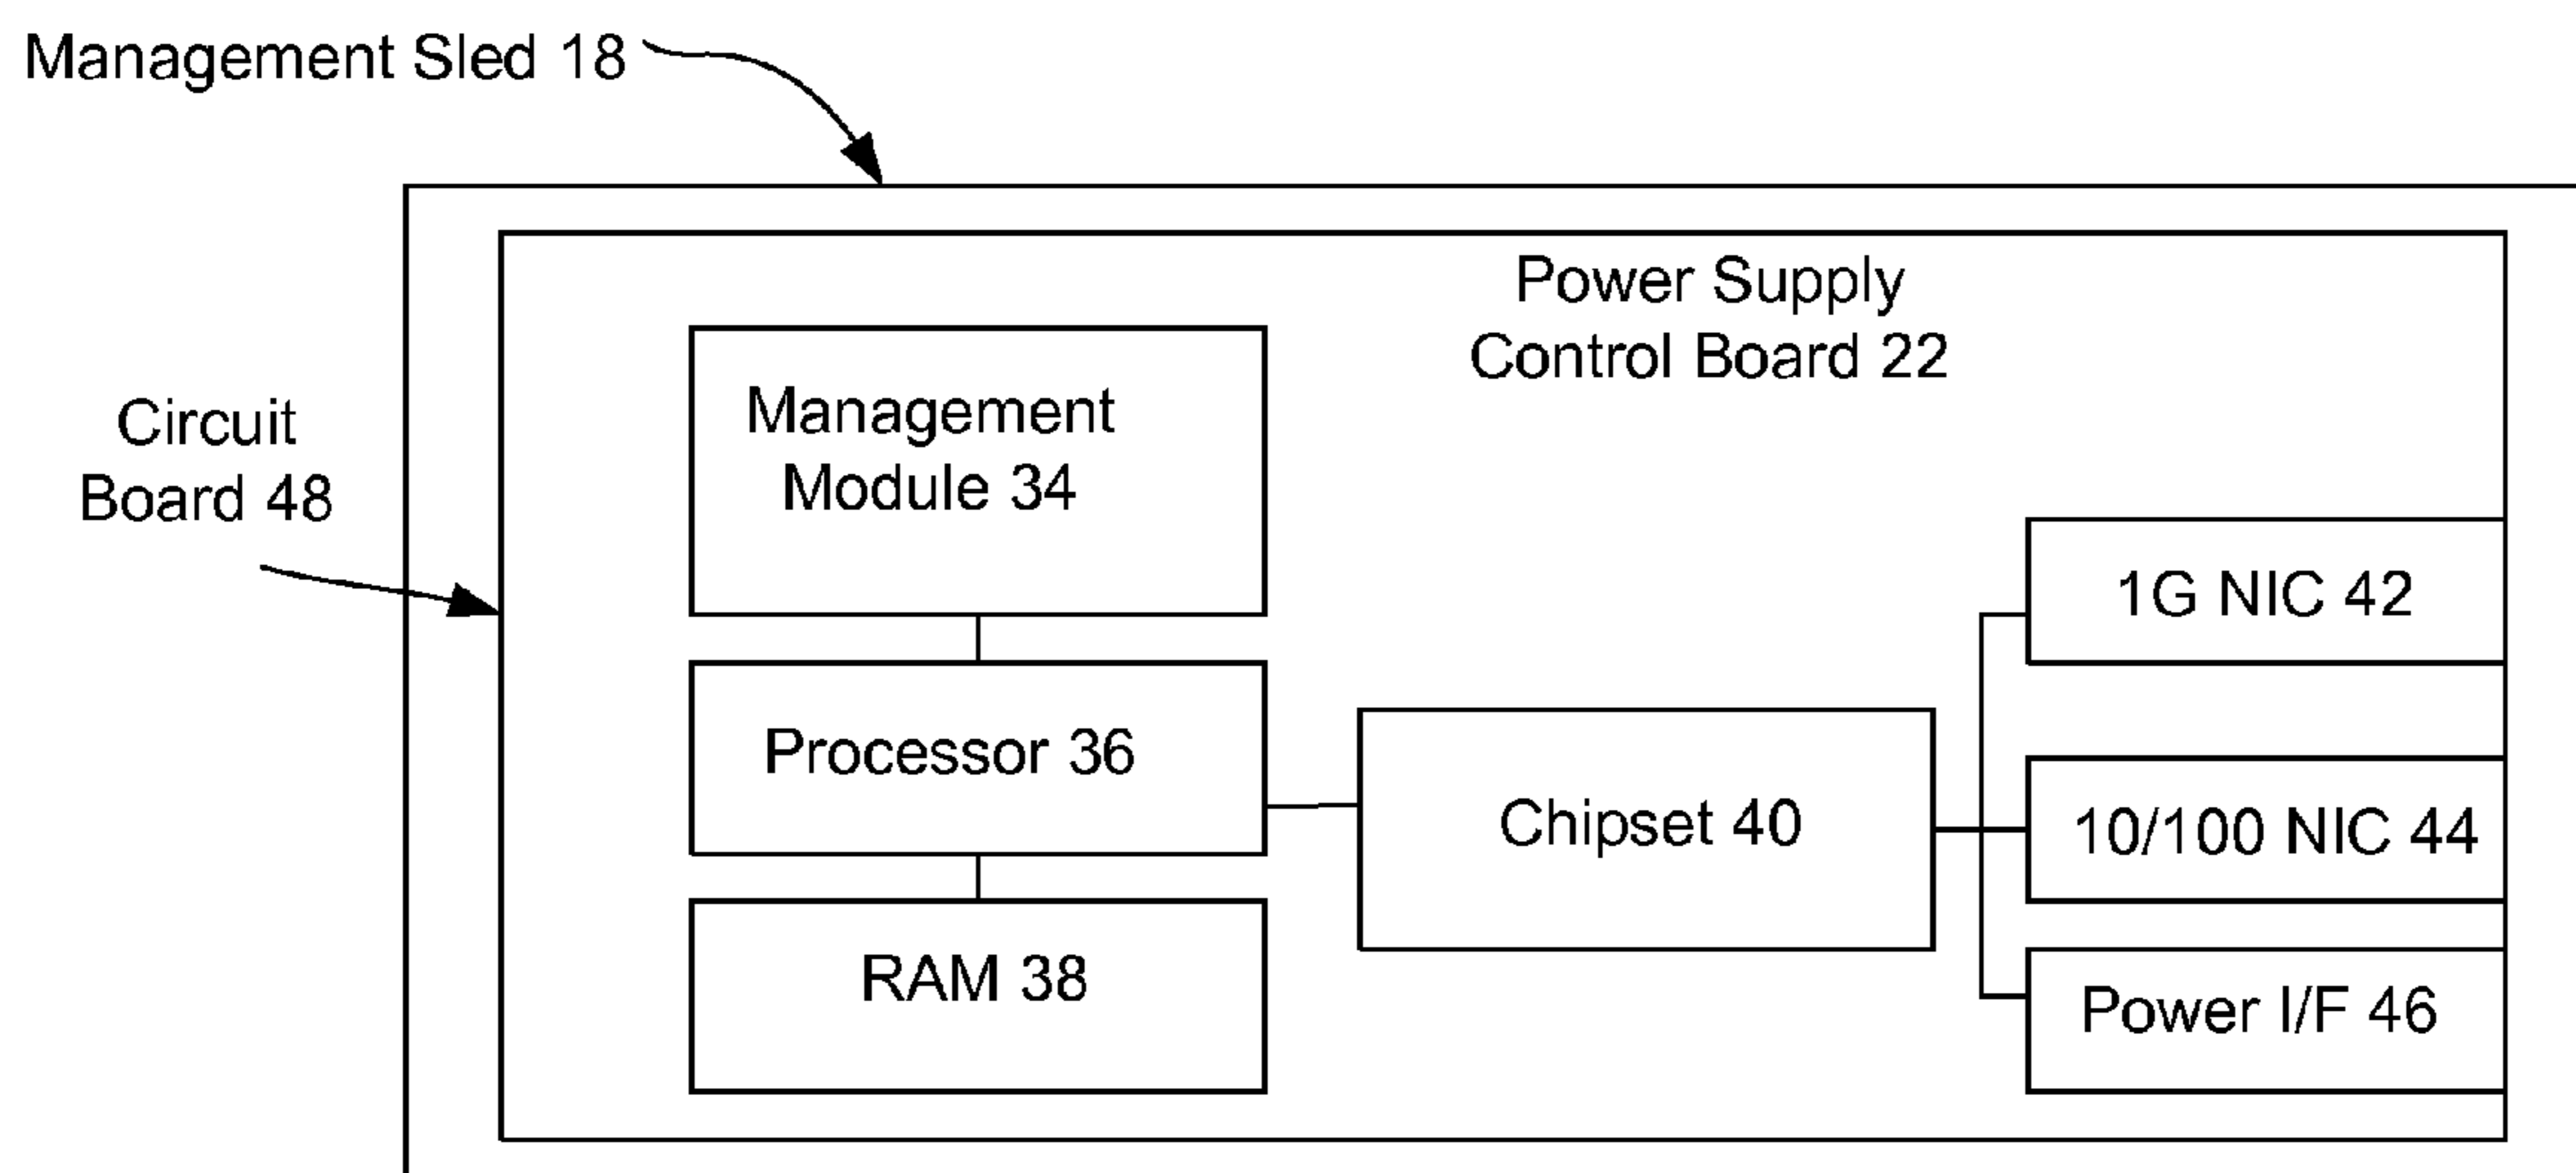 Management Sled 18
Power Supply
Control Board 22
Circuit
Board 48
Management
Module 34
1G NIC 42
Processor 36
Chipset 40
10/100 NIC 44
RAM 38
Power I/F 46